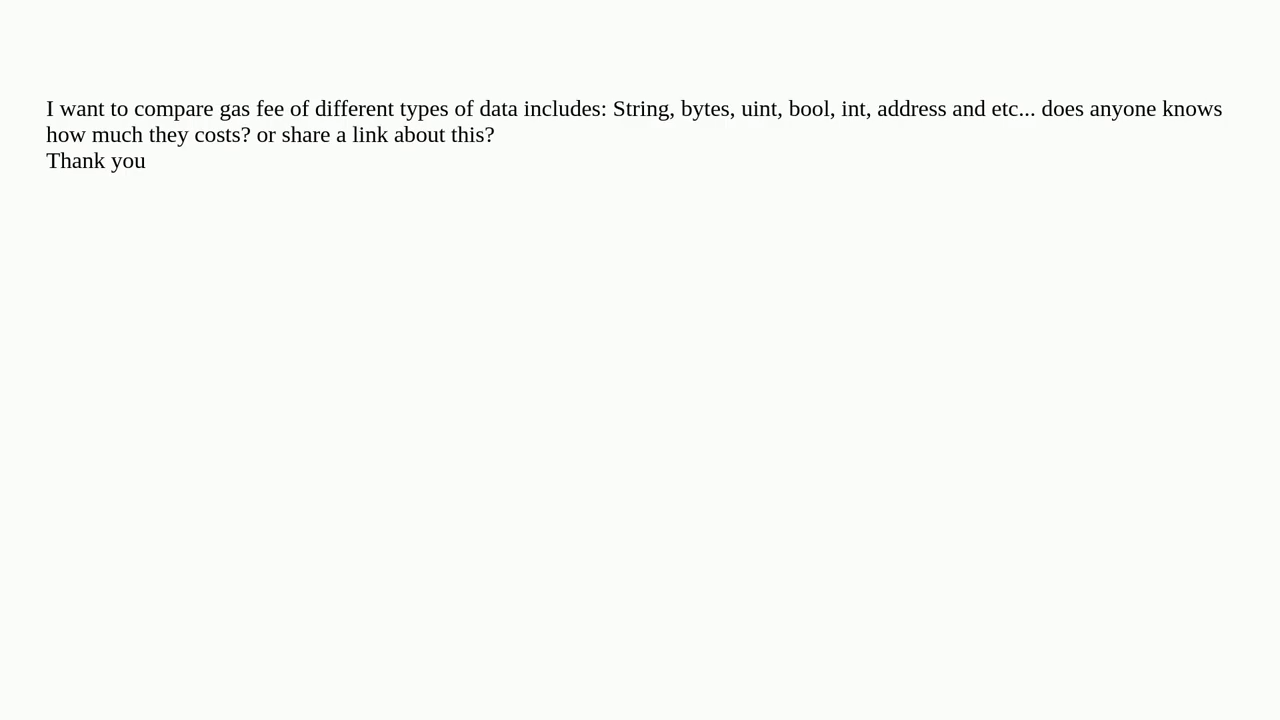 I want to compare gas fee of different types of data includes: String, bytes, uint, bool, int, address and etc... does anyone knows
how much they costs? or share a link about this?
Thank you